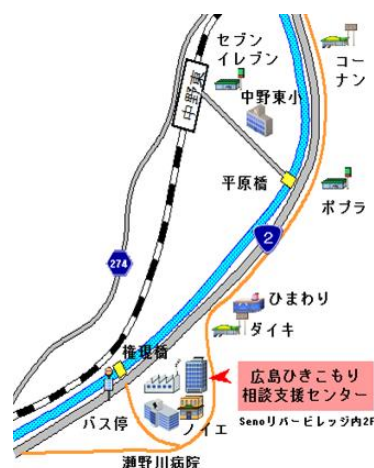 セブン
イレブン
コー
ナン
中野東
中野東小
平原橋
ポプラ
2
274
ひまわり
ダイキ
権現橋
広島ひきこもり
相談支援センター
Senoリバービレッジ内2F
バス停
ノイエ
瀬野川病院